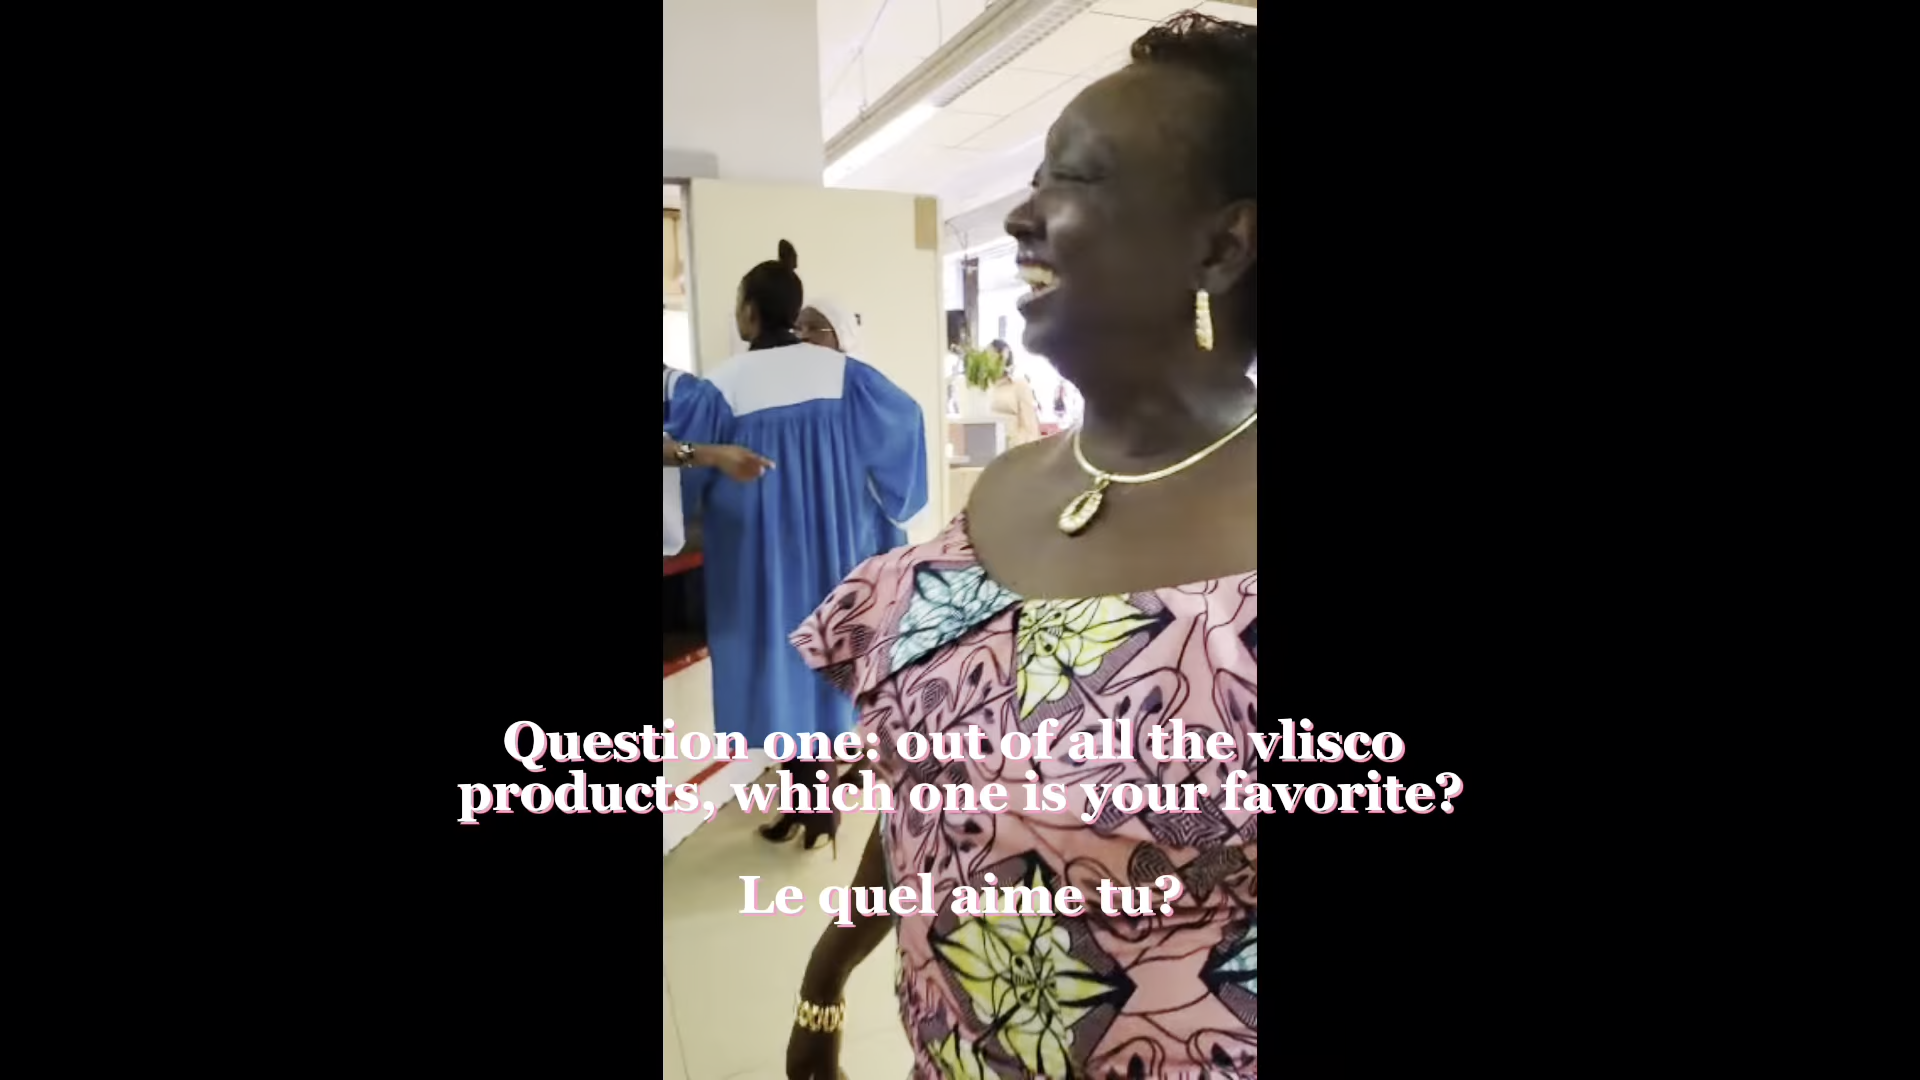 Question one: out of all the vlisco
products, which one is your favorite?
Le quel aime tu?